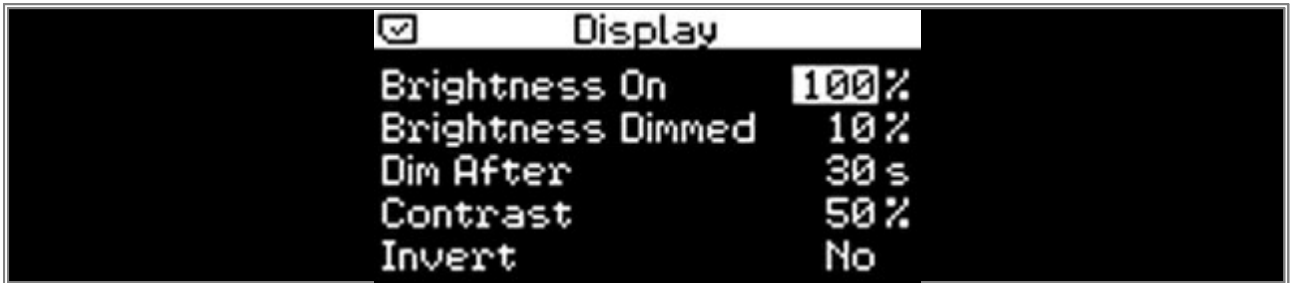 Display
Brightness On 100 %
Brightness Dimmed 10 %
Dim After 30 s
Contrast 50 %
Invert No